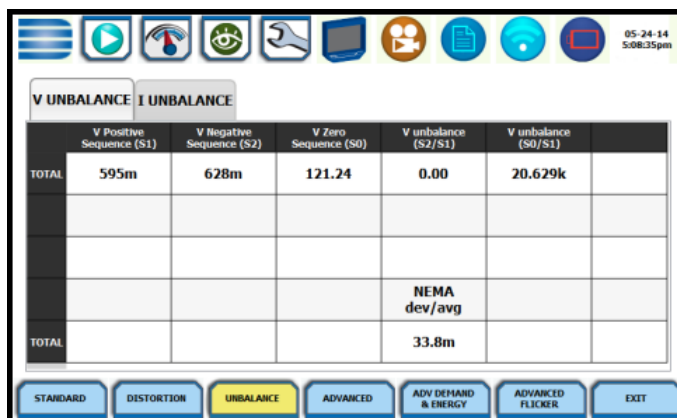 05-24-14
5:08:35pm
V UNBALANCE I UNBALANCE
V Positive Sequence (S1) V Negative Sequence (S2) V Zero Sequence (S0) V unbalance (S2/S1) V unbalance (S0/S1)
TOTAL 595m 628m 121.24 0.00 20.629k
NEMA
dev/avg
TOTAL 33.8m
STANDARD DISTORTION UNBALANCE ADVANCED ADV DEMAND & ENERGY ADVANCED FLICKER EXIT